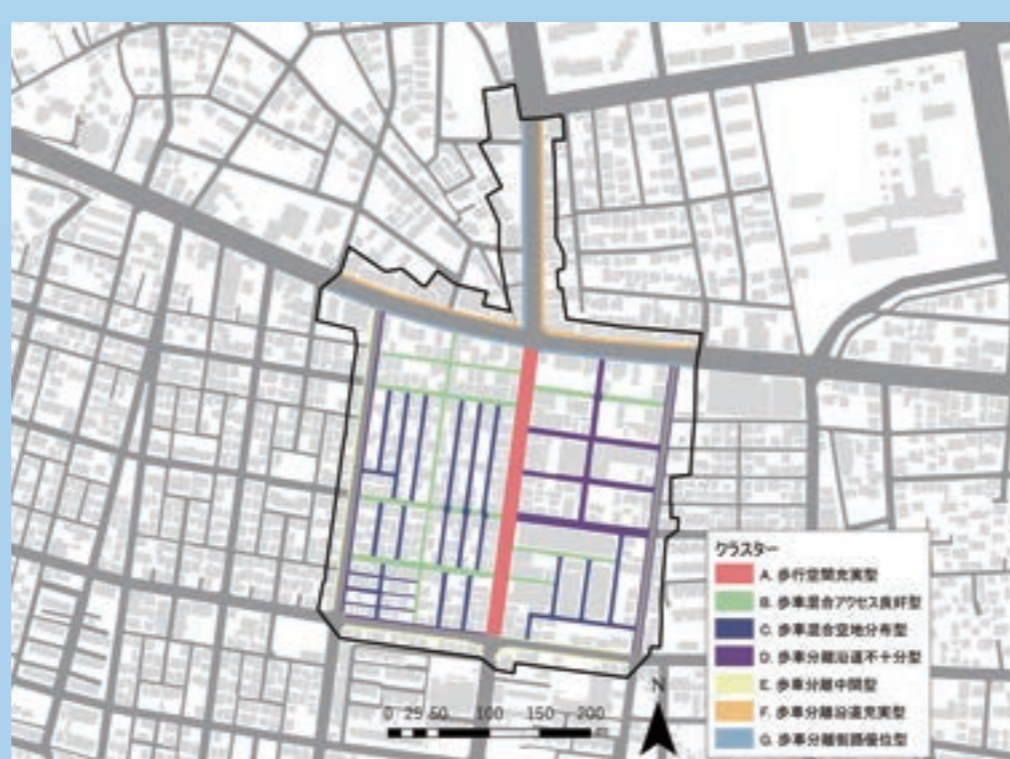 クラスター
A. 歩行空間充実型
B. 歩車混合アクセス良好型
C. 歩車混合空地分布型
D. 歩車分離沿道不十分型
E. 歩車分離中間型
F. 歩車分離沿道充実型
G. 歩車分離街路優位型
N
0 25 50 100 150 200
m